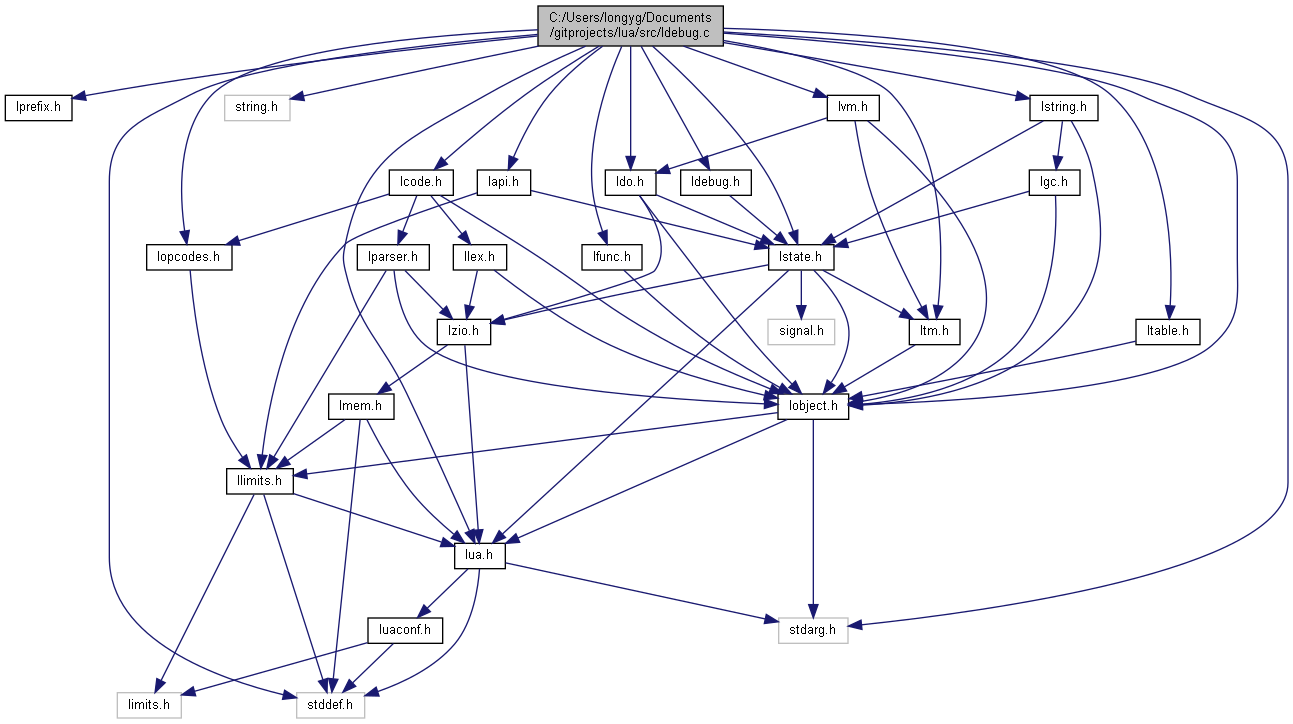 C:/Users/longyg/Documents
/gitprojects/lua/src/ldebug.c
lprefix.h
string.h
lvm.h
lstring.h
lcode.h
lapi.h
ldo.h
ldebug.h
lgc.h
lopcodes.h
lparser.h
llex.h
lfunc.h
lstate.h
lzio.h
signal.h
ltm.h
ltable.h
lmem.h
lobject.h
llimits.h
lua.h
luaconf.h
stdarg.h
limits.h
stddef.h